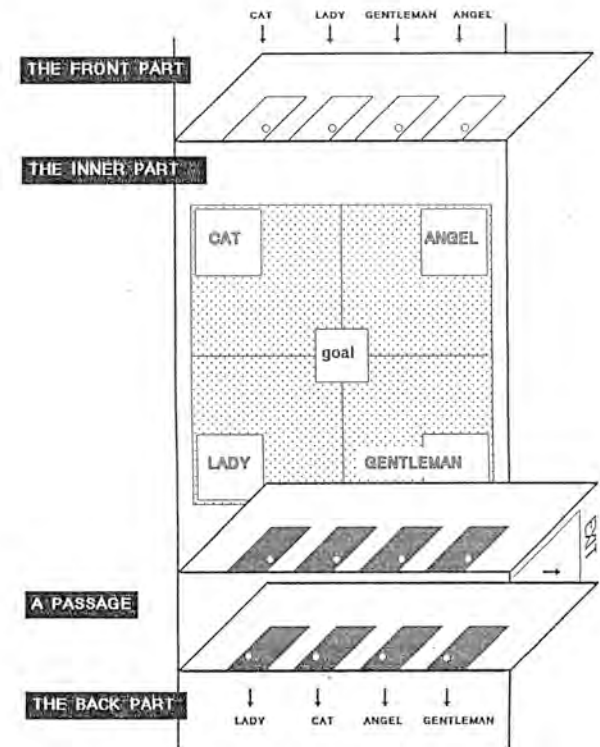 CAT LADY GENTLEMAN ANGEL
THE FRONT PART
THE INNER PART
CAT ANGEL
goal
LADY GENTLEMAN
EXIT
A PASSAGE
THE BACK PART
LADY CAT ANGEL GENTLEMAN